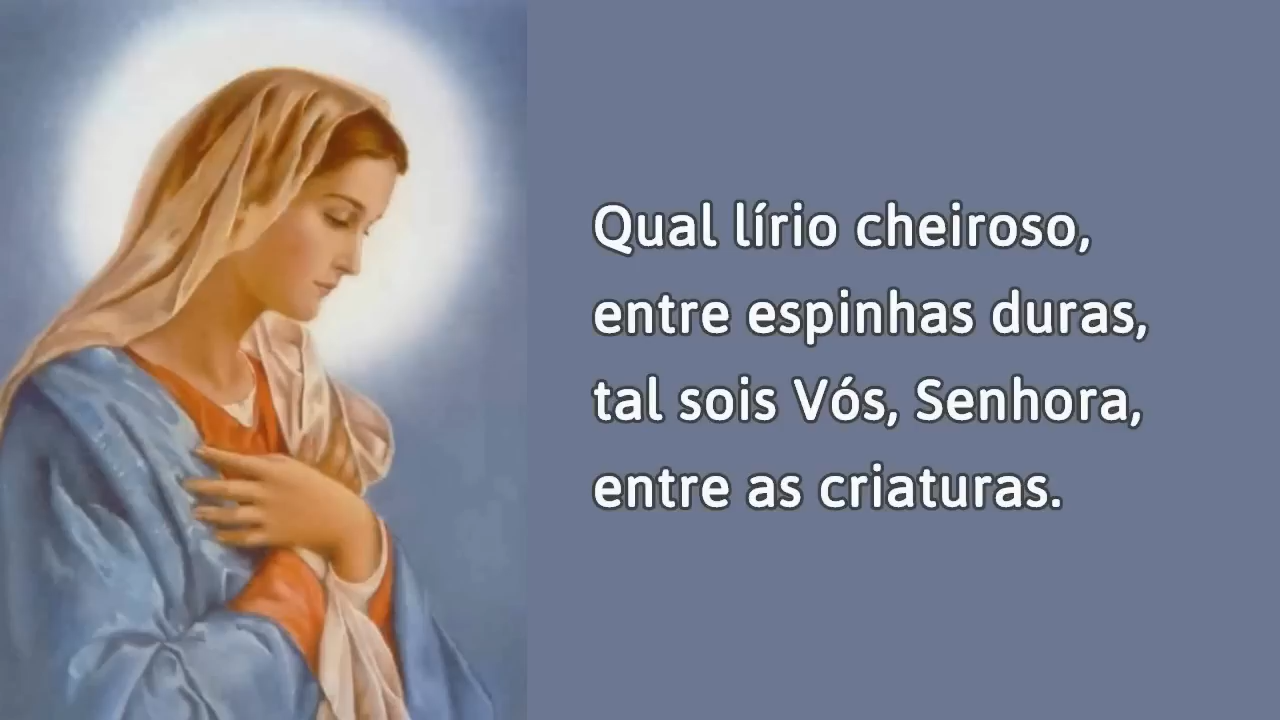 Qual lírio cheiroso,
entre espinhas duras,
tal sois Vós, Senhora,
entre as criaturas.